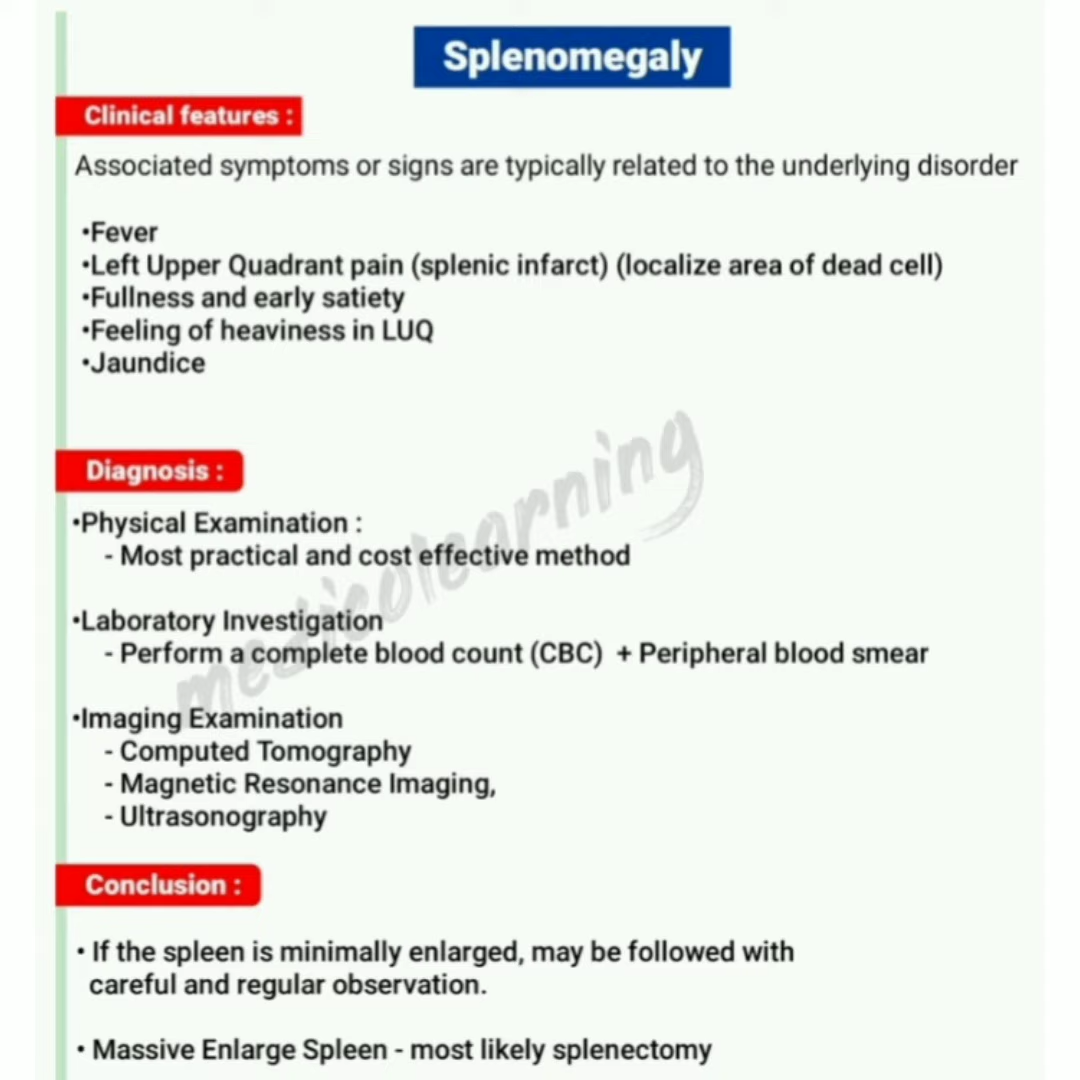 Splenomegaly
Clinical features :
Associated symptoms or signs are typically related to the underlying disorder
•Fever
•Left Upper Quadrant pain (splenic infarct) (localize area of dead cell)
•Fullness and early satiety
•Feeling of heaviness in LUQ
•Jaundice
Diagnosis :
•Physical Examination :
- Most practical and cost effective method
•Laboratory Investigation
- Perform a complete blood count (CBC) + Peripheral blood smear
•Imaging Examination
- Computed Tomography
- Magnetic Resonance Imaging,
- Ultrasonography
medicolearning
Conclusion :
• If the spleen is minimally enlarged, may be followed with
careful and regular observation.
• Massive Enlarge Spleen - most likely splenectomy